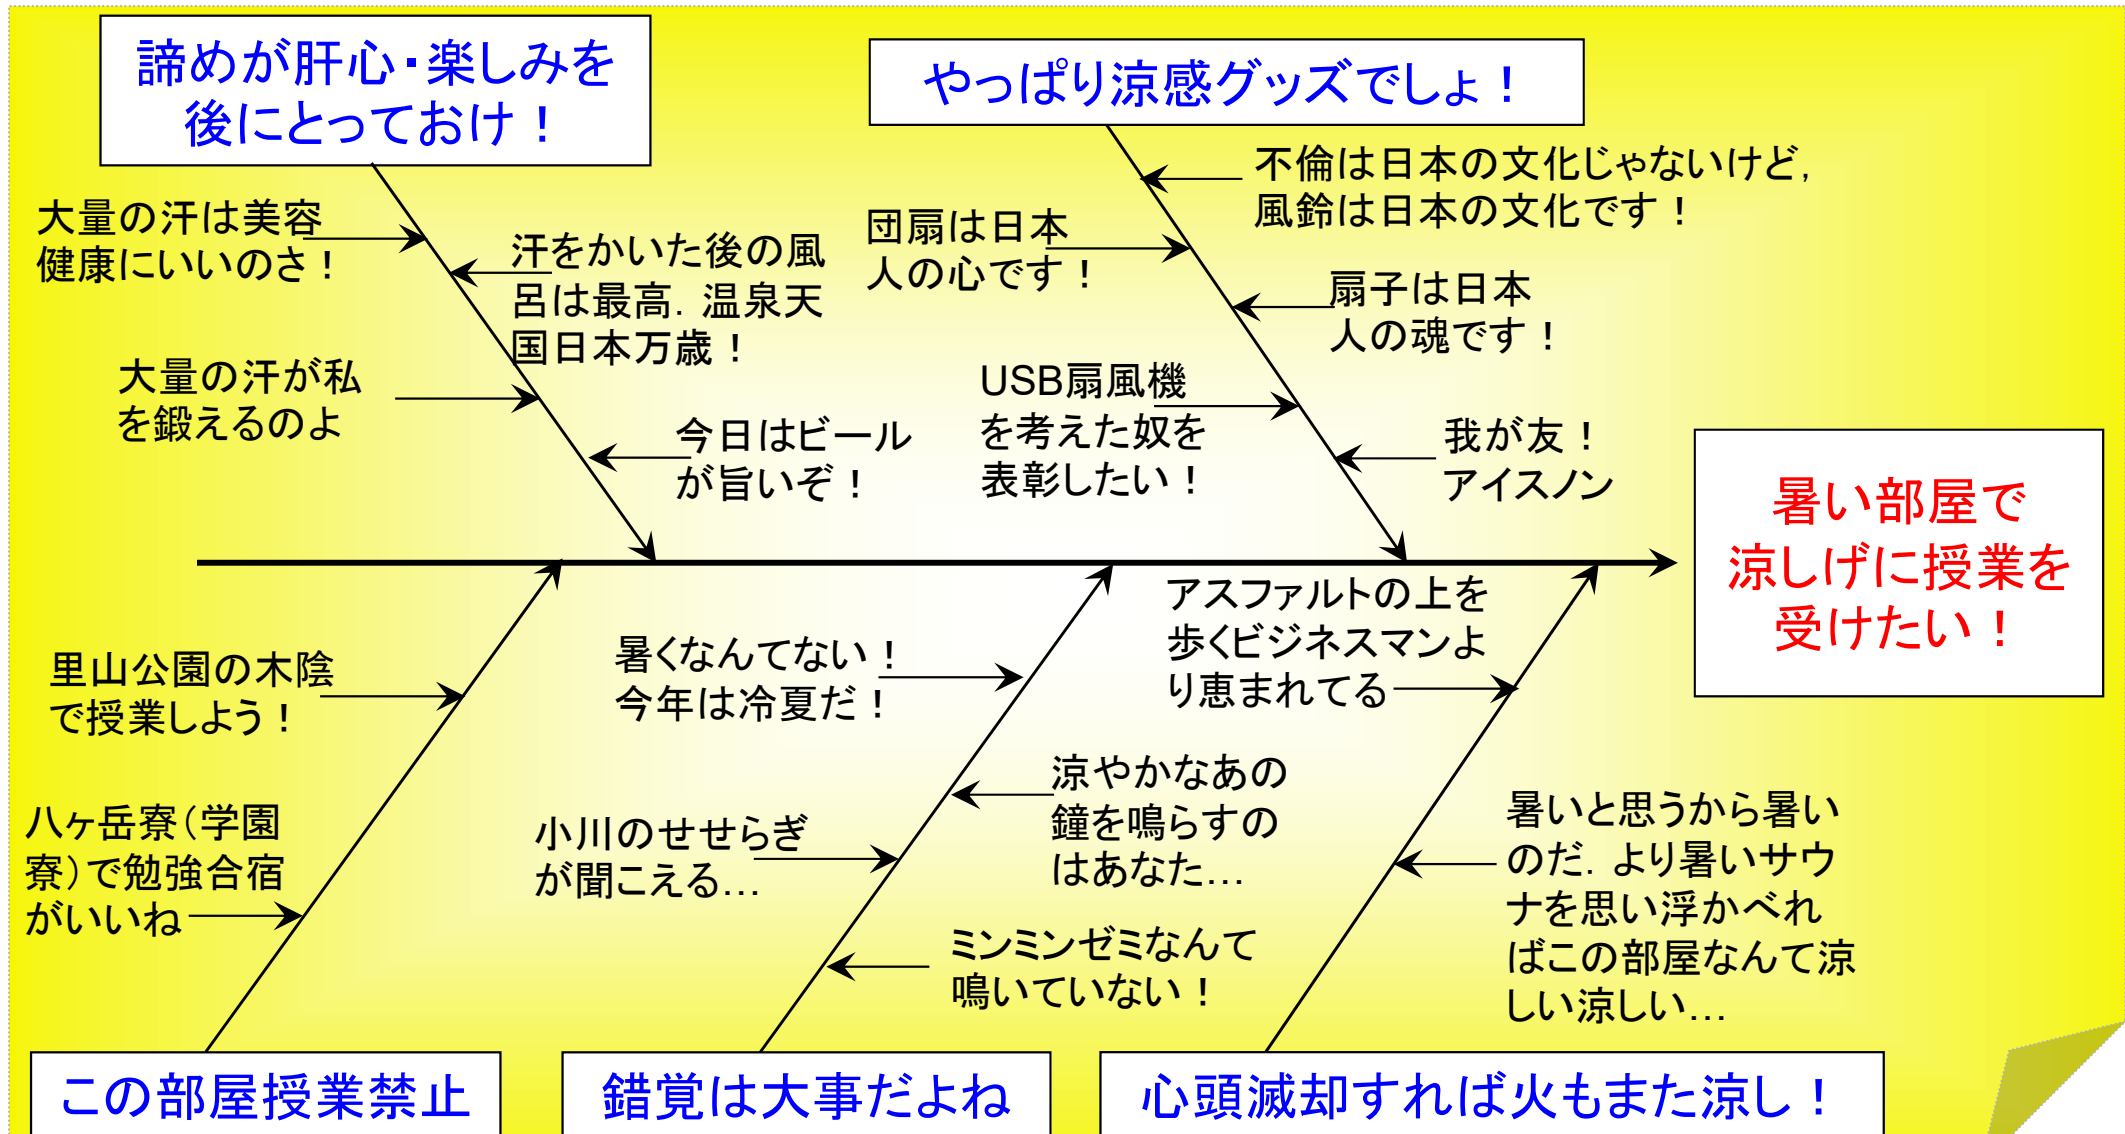 諦めが肝心・楽しみを
後にとっておけ！
大量の汗は美容
健康にいいのさ！
汗をかいた後の風
呂は最高．温泉天
国日本万歳！
大量の汗が私
を鍛えるのよ
今日はビール
が旨いぞ！
やっぱり涼感グッズでしょ！
不倫は日本の文化じゃないけど，
風鈴は日本の文化です！
団扇は日本
人の心です！
扇子は日本
人の魂です！
USB扇風機
を考えた奴を
表彰したい！
我が友！
アイスノン
暑い部屋で
涼しげに授業を
受けたい！
里山公園の木陰
で授業しよう！
八ヶ岳寮（学園
寮）で勉強合宿
がいいね
この部屋授業禁止
暑くなんてない！
今年は冷夏だ！
小川のせせらぎ
が聞こえる…
涼やかなあの
鐘を鳴らすの
はあなた…
ミンミンゼミなんて
鳴いていない！
錯覚は大事だよね
アスファルトの上を
歩くビジネスマンよ
り恵まれてる
暑いと思うから暑い
のだ．より暑いサウ
ナを思い浮かべれ
ばこの部屋なんて涼
しい涼しい…
心頭滅却すれば火もまた涼し！